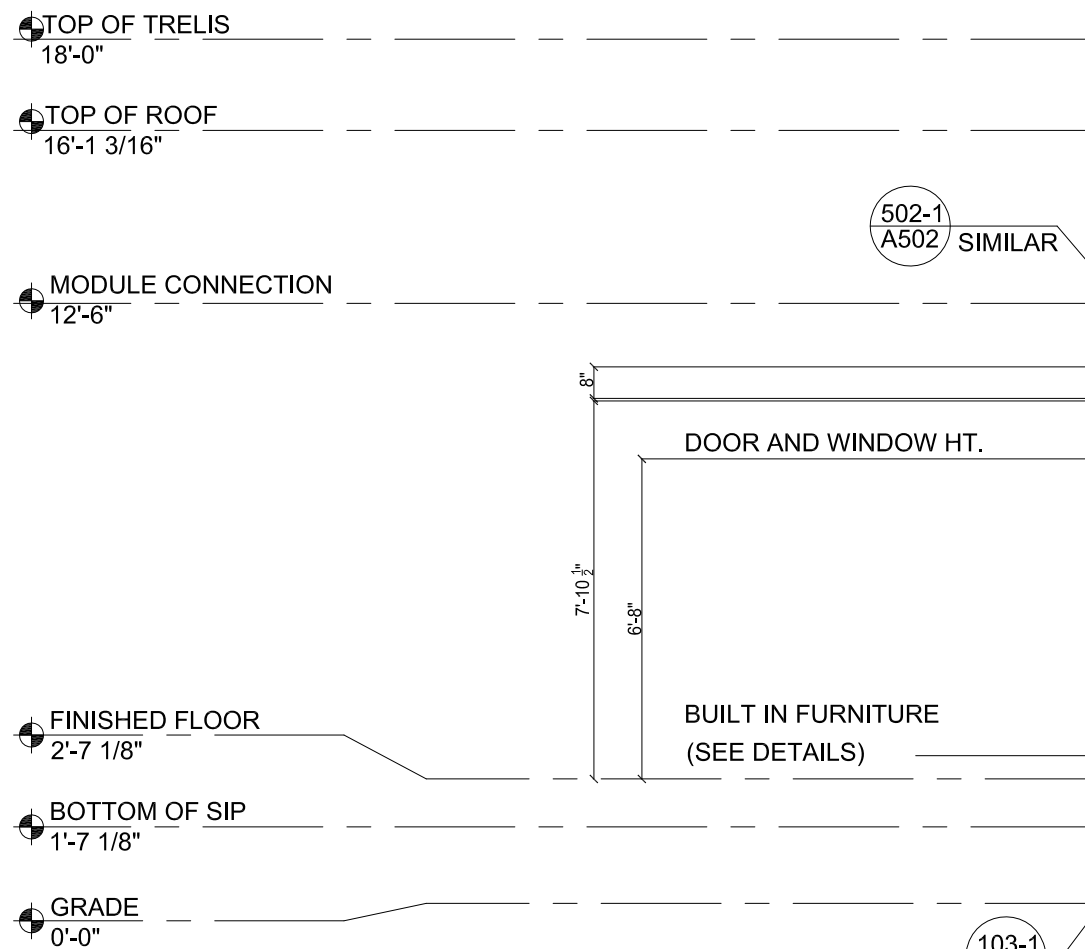 TOP OF TRELIS
18'-0"
TOP OF ROOF
16'-1 3/16"
502-1
A502
SIMILAR
MODULE CONNECTION
12'-6"
8"
DOOR AND WINDOW HT.
7'-10 1/2"
6'-8"
FINISHED FLOOR
2'-7 1/8"
BUILT IN FURNITURE
(SEE DETAILS)
BOTTOM OF SIP
1'-7 1/8"
GRADE
0'-0"
103-1